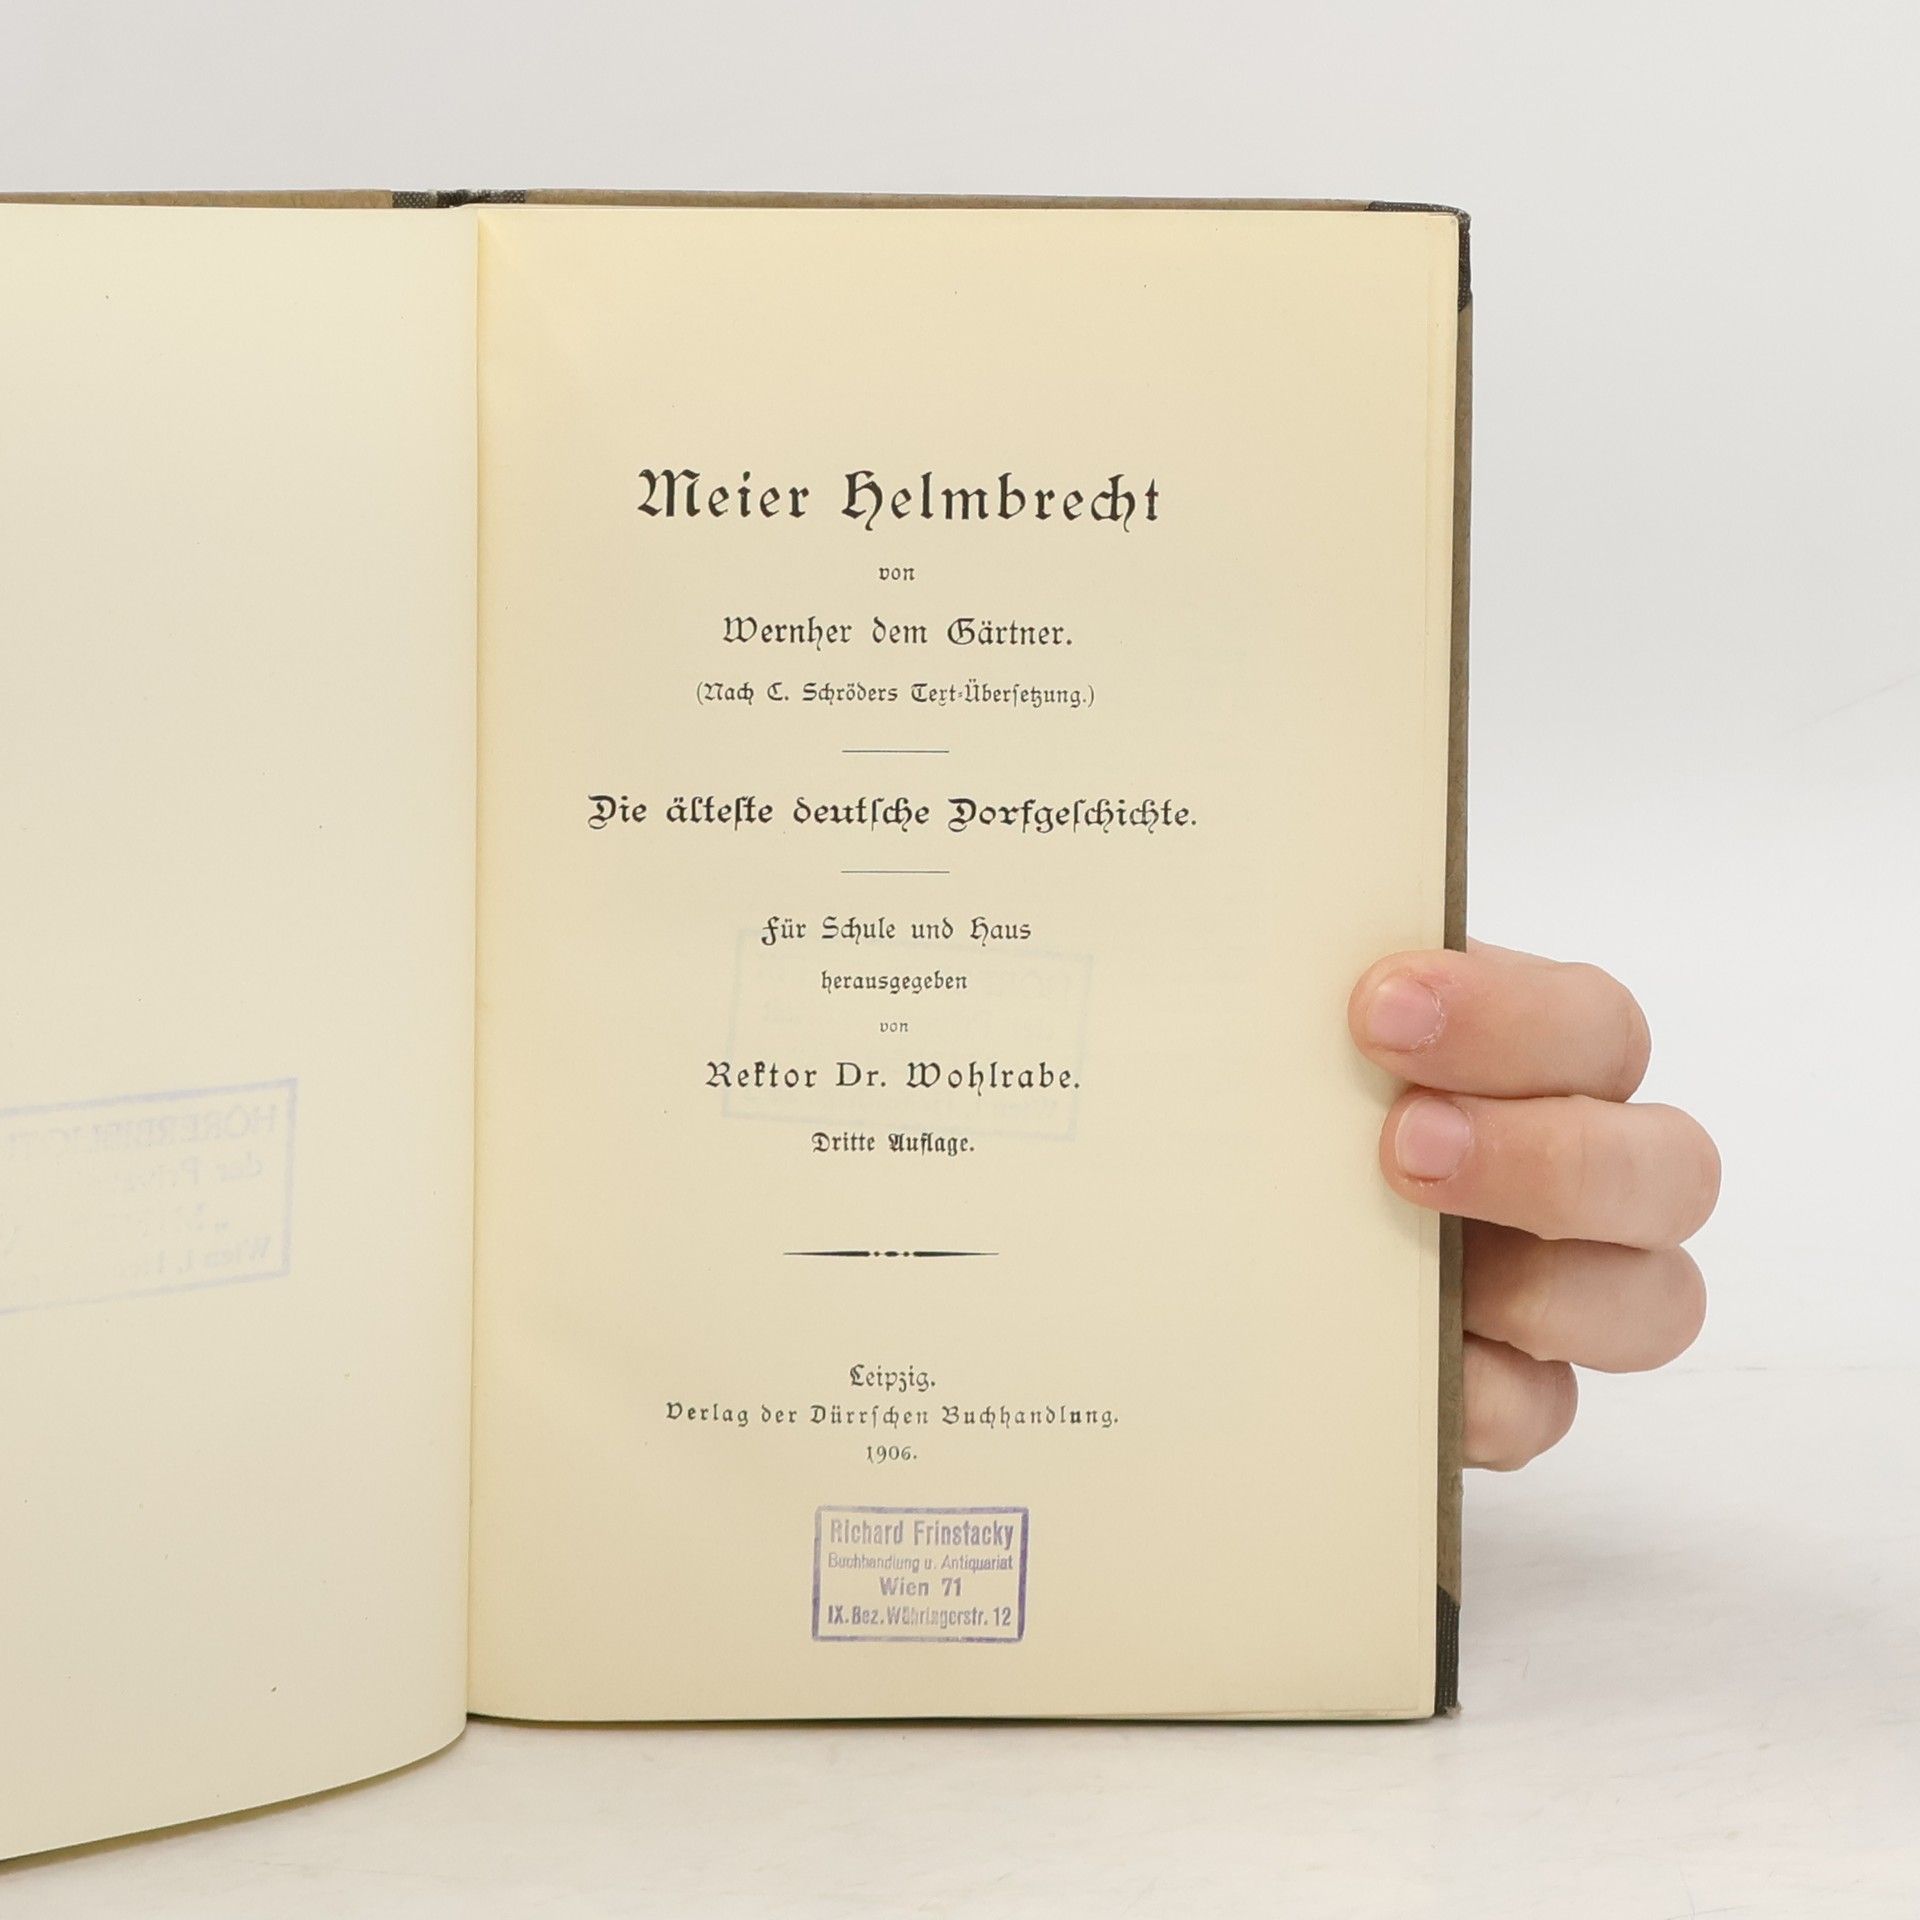 Meier Helmbrecht
von
Wernher dem Gärtner.
(Nach C. Schröders Text-Übersetzung.)
Die älteste deutsche Dorfgeschichte.
Für Schule und Haus
herausgegeben
von
Rektor Dr. Wohlrabe.
Dritte Auflage.
Leipzig.
Verlag der Dürrschen Buchhandlung.
1906.
Richard Frinstacky
Buchhandlung u. Antiquariat
Wien 71
IX. Bez. Währingerstr. 12